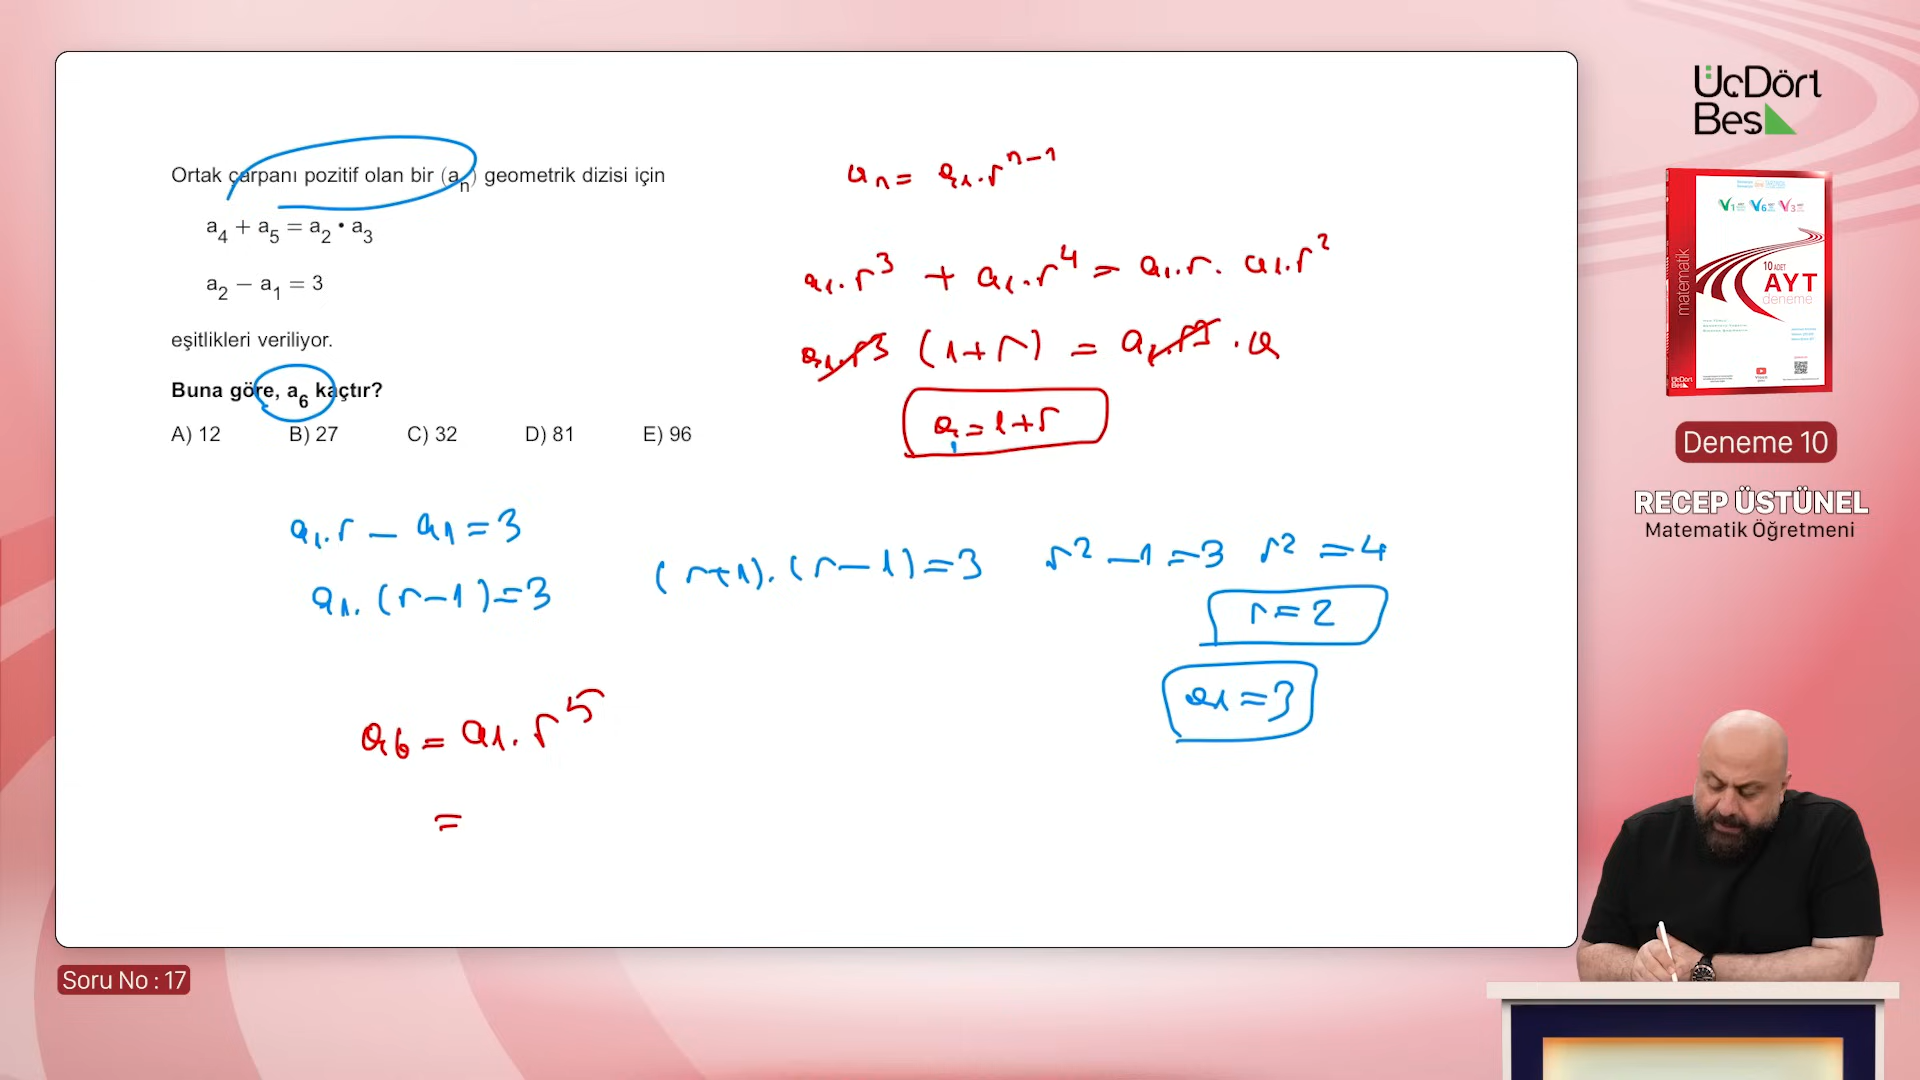 Ortak çarpanı pozitif olan bir (aₙ) geometrik dizisi için
a₄ + a₅ = a₂ • a₃
a₂ − a₁ = 3
eşitlikleri veriliyor.
Buna göre, a₆ kaçtır?
A) 12 B) 27 C) 32 D) 81 E) 96
aₙ = a₁.rⁿ⁻¹
a₁.r³ + a₁.r⁴ = a₁.r. a₁.r²
a₁.r³ (1+r) = a₁.r³ . a
a₁ = 1+r
a₁.r − a₁ = 3
a₁.(r−1) = 3
(r+1).(r−1) = 3
r² −1 = 3
r² = 4
r = 2
a₁ = 3
a₆ = a₁. r⁵
=
ÜçDört
Beş
matematik
10 ADET
AYT
deneme
ÜçDört
Beş
Deneme 10
RECEP ÜSTÜNEL
Matematik Öğretmeni
Soru No : 17